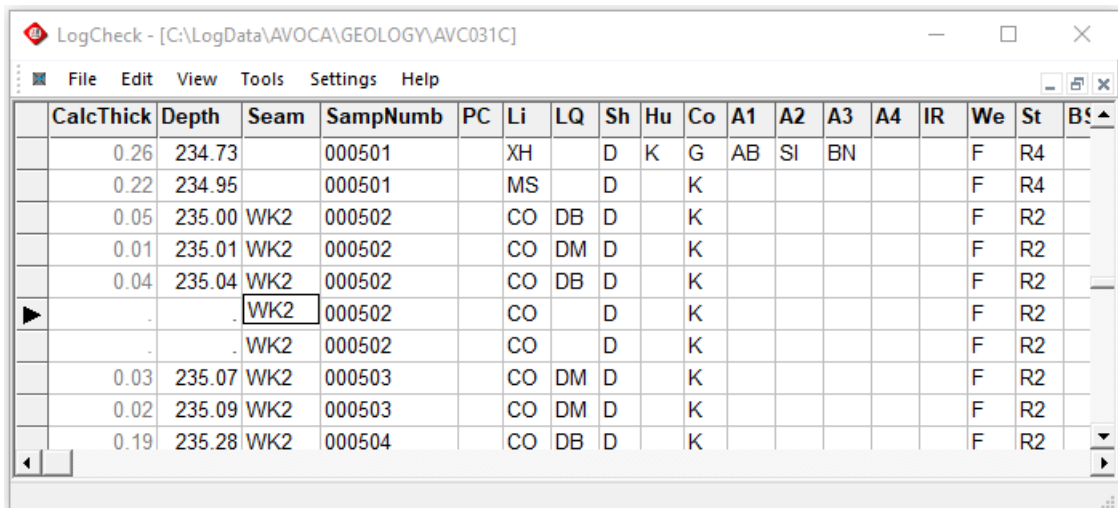 LogCheck - [C:\LogData\AVOCA\GEOLOGY\AVC031C]
File Edit View Tools Settings Help
CalcThick Depth Seam SampNumb PC Li LQ Sh Hu Co A1 A2 A3 A4 IR We St BS
0.26 234.73 000501 XH D K G AB SI BN F R4
0.22 234.95 000501 MS D K F R4
0.05 235.00 WK2 000502 CO DB D K F R2
0.01 235.01 WK2 000502 CO DM D K F R2
0.04 235.04 WK2 000502 CO DB D K F R2
. . WK2 000502 CO D K F R2
. . WK2 000502 CO D K F R2
0.03 235.07 WK2 000503 CO DM D K F R2
0.02 235.09 WK2 000503 CO DM D K F R2
0.19 235.28 WK2 000504 CO DB D K F R2